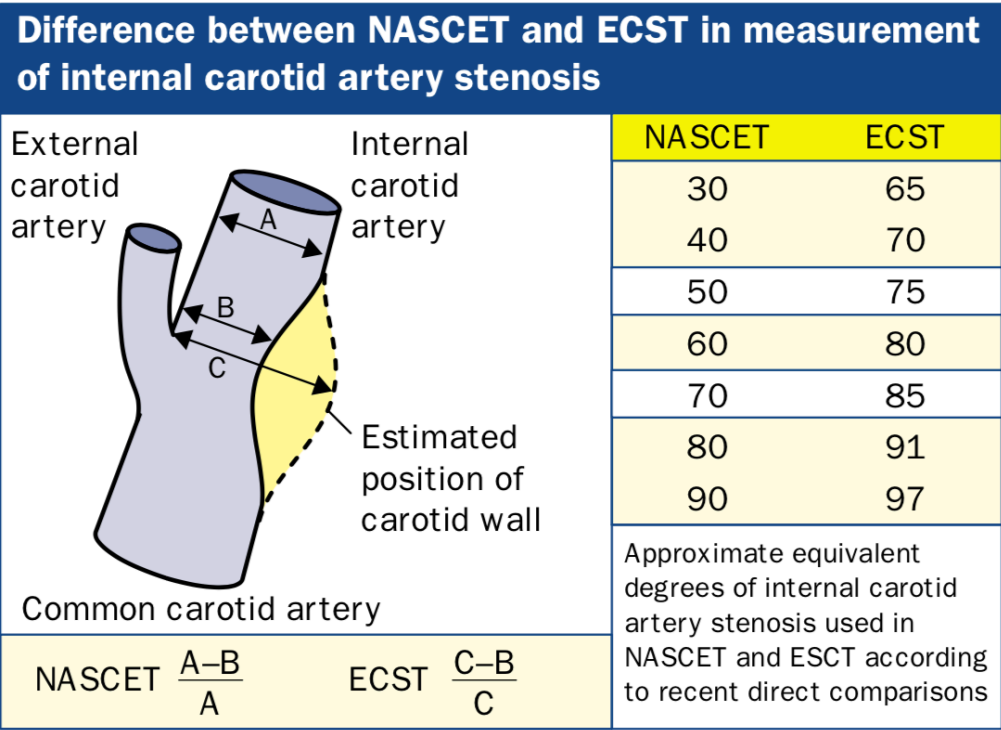 Difference between NASCET and ECST in measurement
of internal carotid artery stenosis
External
carotid
artery
Internal
carotid
artery
A
B
C
Estimated
position of
carotid wall
Common carotid artery
NASCET A–B
A
ECST C–B
C
NASCET ECST
30 65
40 70
50 75
60 80
70 85
80 91
90 97
Approximate equivalent
degrees of internal carotid
artery stenosis used in
NASCET and ESCT according
to recent direct comparisons